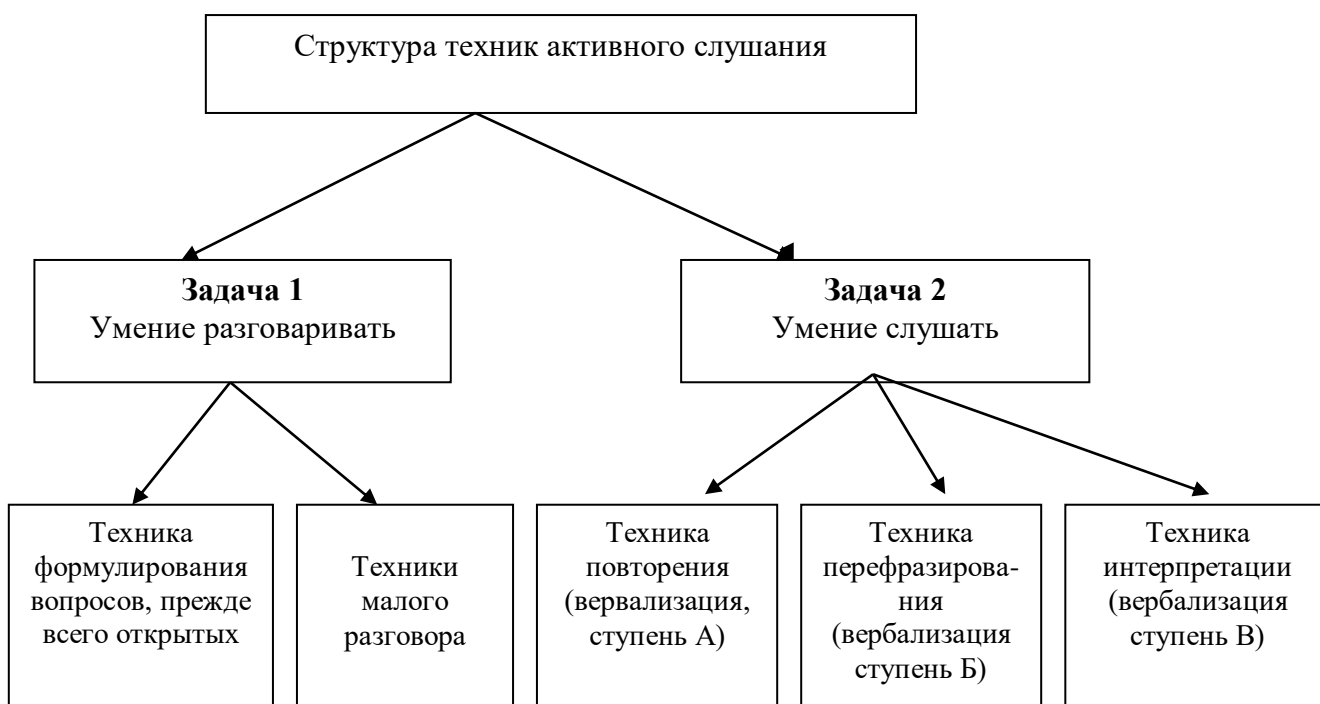 Структура техник активного слушания
Задача 1
Умение разговаривать
Задача 2
Умение слушать
Техника
формулирования
вопросов, прежде
всего открытых
Техники
малого
разговора
Техника
повторения
(вервализация,
ступень А)
Техника
перефразирова-
ния
(вербализация
ступень Б)
Техника
интерпретации
(вербализация
ступень В)